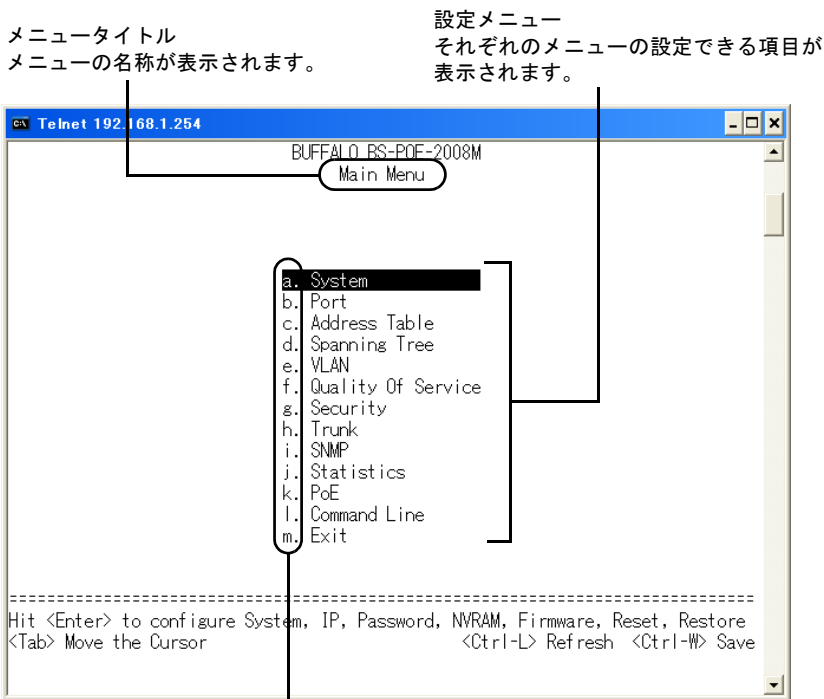 メニュータイトル
メニューの名称が表示されます。
設定メニュー
それぞれのメニューの設定できる項目が
表示されます。
Telnet 192.168.1.254
BUFFALO BS-POE-2008M
Main Menu
a. System
b. Port
c. Address Table
d. Spanning Tree
e. VLAN
f. Quality Of Service
g. Security
h. Trunk
i. SNMP
j. Statistics
k. PoE
l. Command Line
m. Exit
Hit <Enter> to configure System, IP, Password, NVRAM, Firmware, Reset, Restore
<Tab> Move the Cursor <Ctrl-L> Refresh <Ctrl-W> Save